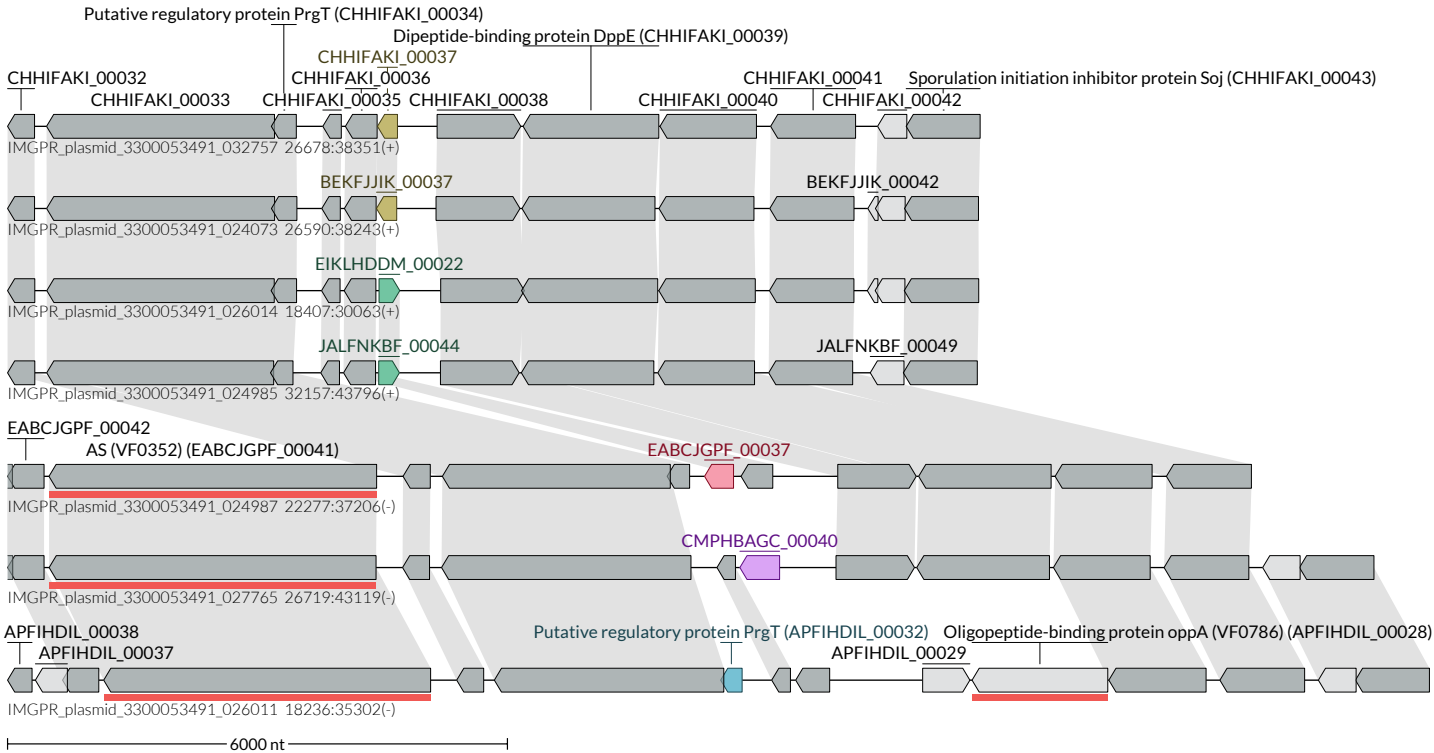 Putative regulatory protein PrgT (CHHIFAKI_00034)
Dipeptide-binding protein DppE (CHHIFAKI_00039)
CHHIFAKI_00037
CHHIFAKI_00032 CHHIFAKI_00036 CHHIFAKI_00041 Sporulation initiation inhibitor protein Soj (CHHIFAKI_00043)
CHHIFAKI_00033 CHHIFAKI_00035 CHHIFAKI_00038 CHHIFAKI_00040 CHHIFAKI_00042
IMGPR_plasmid_3300053491_032757 26678:38351(+)
BEKFJJIK_00037 BEKFJJIK_00042
IMGPR_plasmid_3300053491_024073 26590:38243(+)
EIKLHDDM_00022
IMGPR_plasmid_3300053491_026014 18407:30063(+)
JALFNKBF_00044 JALFNKBF_00049
IMGPR_plasmid_3300053491_024985 32157:43796(+)
EABCJGPF_00042
AS (VF0352) (EABCJGPF_00041) EABCJGPF_00037
IMGPR_plasmid_3300053491_024987 22277:37206(-)
CMPHBAGC_00040
IMGPR_plasmid_3300053491_027765 26719:43119(-)
APFIHDIL_00038 Putative regulatory protein PrgT (APFIHDIL_00032) Oligopeptide-binding protein oppA (VF0786) (APFIHDIL_00028)
APFIHDIL_00037 APFIHDIL_00029
IMGPR_plasmid_3300053491_026011 18236:35302(-)
6000 nt